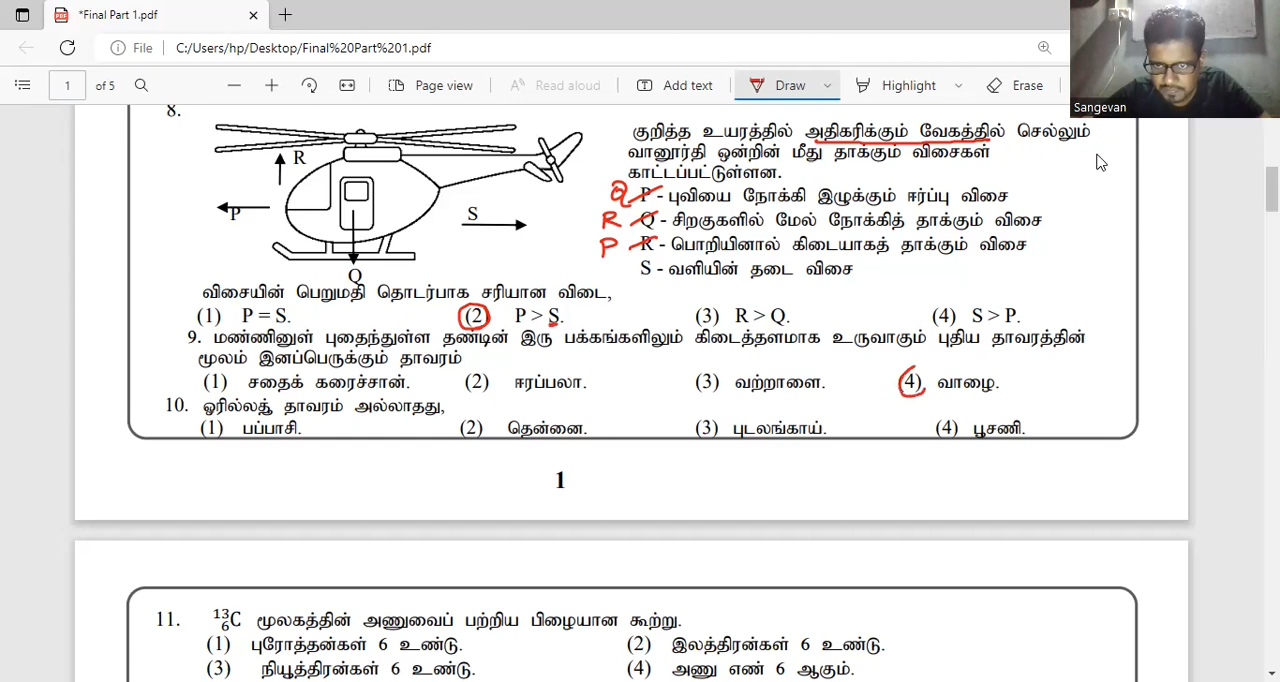 *Final Part 1.pdf
File
C:/Users/hp/Desktop/Final%20Part%201.pdf
1 of 5
Page view
Read aloud
Add text
Draw
Highlight
Erase
Sangevan
8.
R
P
S
Q
குறித்த உயரத்தில் அதிகரிக்கும் வேகத்தில் செல்லும்
வானூர்தி ஒன்றின் மீது தாக்கும் விசைகள்
காட்டப்பட்டுள்ளன.
Q P - புவியை நோக்கி இழுக்கும் ஈர்ப்பு விசை
R Q - சிறகுகளில் மேல் நோக்கித் தாக்கும் விசை
P R - பொறியினால் கிடையாகத் தாக்கும் விசை
S - வளியின் தடை விசை
விசையின் பெறுமதி தொடர்பாக சரியான விடை,
(1) P = S. (2) P > S. (3) R > Q. (4) S > P.
9. மண்ணினுள் புதைந்துள்ள தண்டின் இரு பக்கங்களிலும் கிடைத்தளமாக உருவாகும் புதிய தாவரத்தின்
மூலம் இனப்பெருக்கும் தாவரம்
(1) சதைக் கரைச்சான். (2) ஈரப்பலா. (3) வற்றாளை. (4) வாழை.
10. ஓரில்லத் தாவரம் அல்லாதது,
(1) பப்பாசி. (2) தென்னை. (3) புடலங்காய். (4) பூசணி.
1
11. ¹³₆C மூலகத்தின் அணுவைப் பற்றிய பிழையான கூற்று.
(1) புரோத்தன்கள் 6 உண்டு. (2) இலத்திரன்கள் 6 உண்டு.
(3) நியூத்திரன்கள் 6 உண்டு. (4) அணு எண் 6 ஆகும்.